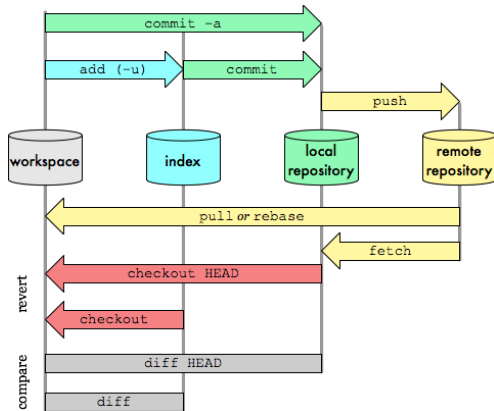 commit -a
add (-u)
commit
push
workspace
index
local
repository
remote
repository
pull or rebase
fetch
revert
checkout HEAD
checkout
compare
diff HEAD
diff